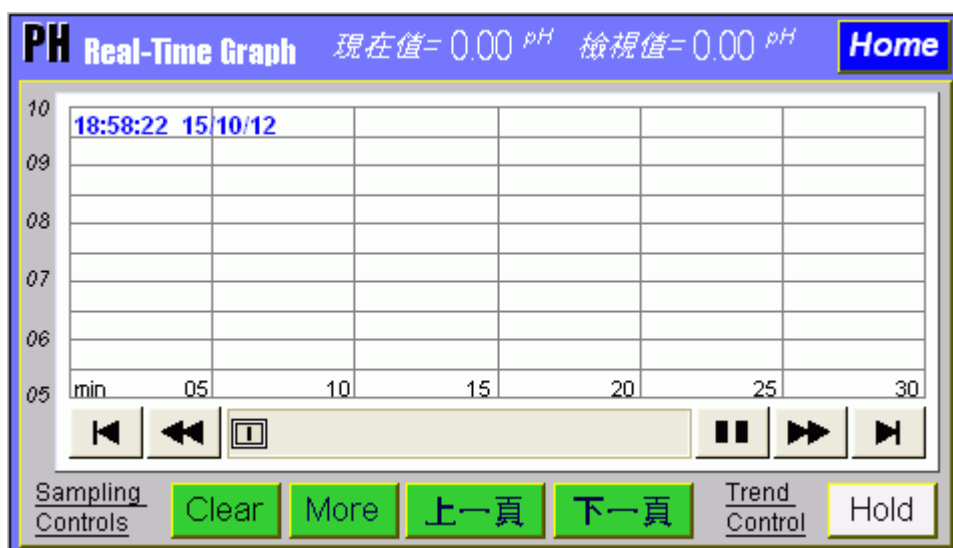 PH Real-Time Graph 現在值= 0.00 pH 檢視值= 0.00 pH Home
10
18:58:22 15/10/12
09
08
07
06
05
min 05 10 15 20 25 30
Sampling Controls Clear More 上一頁 下一頁 Trend Control Hold